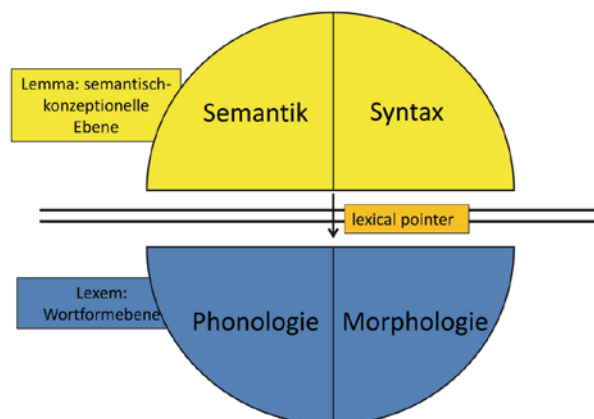 Lemma: semantisch-
konzeptionelle
Ebene
Semantik
Syntax
lexical pointer
Lexem:
Wortformebene
Phonologie
Morphologie